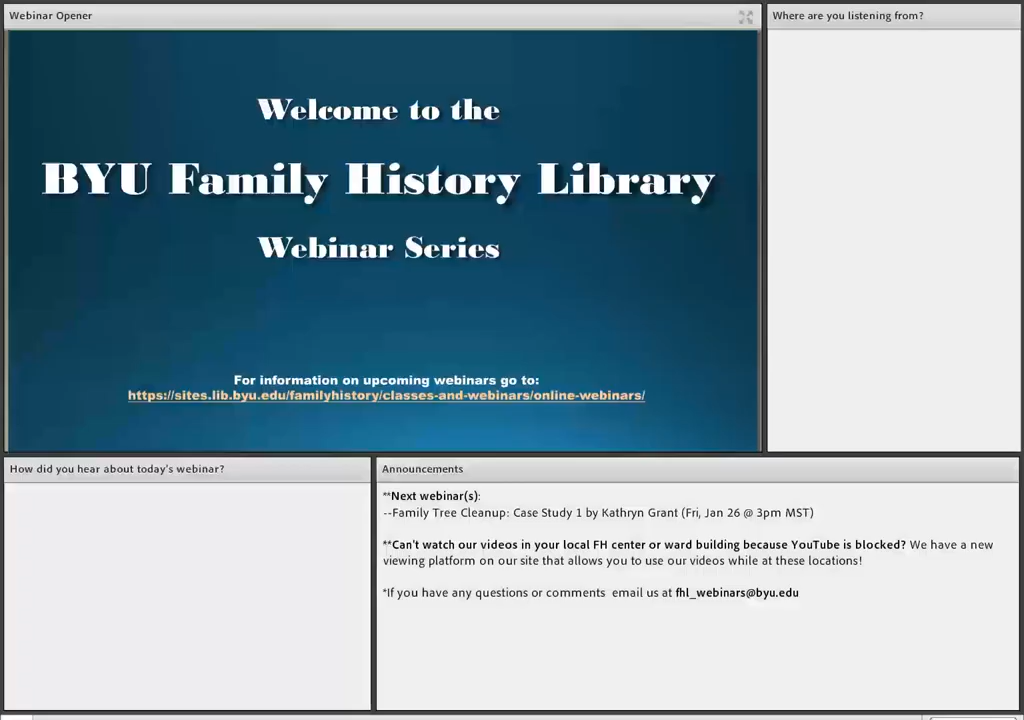 Webinar Opener
Where are you listening from?
Welcome to the
BYU Family History Library
Webinar Series
For information on upcoming webinars go to:
https://sites.lib.byu.edu/familyhistory/classes-and-webinars/online-webinars/
How did you hear about today's webinar?
Announcements
**Next webinar(s):
--Family Tree Cleanup: Case Study 1 by Kathryn Grant (Fri, Jan 26 @ 3pm MST)
**Can't watch our videos in your local FH center or ward building because YouTube is blocked? We have a new
viewing platform on our site that allows you to use our videos while at these locations!
*If you have any questions or comments  email us at fhl_webinars@byu.edu